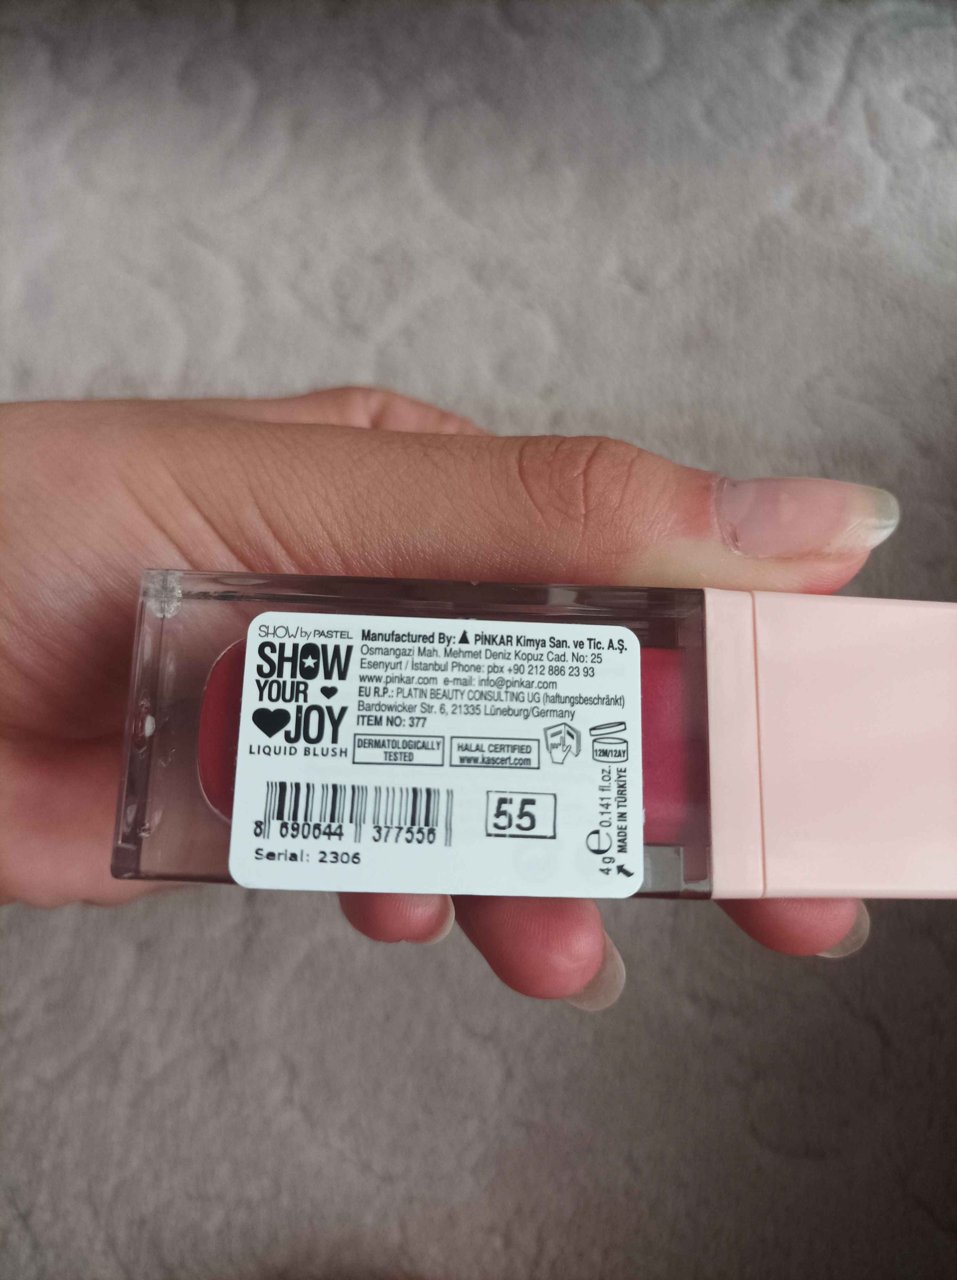 SHOW by PASTEL
SHOW
YOUR
JOY
LIQUID BLUSH
Manufactured By: PİNKAR Kimya San. ve Tic. A.Ş.
Osmangazi Mah. Mehmet Deniz Kopuz Cad. No: 25
Esenyurt / İstanbul Phone: pbx +90 212 886 23 93
www.pinkar.com e-mail: info@pinkar.com
EU R.P.: PLATIN BEAUTY CONSULTING UG (haftungsbeschränkt)
Bardowicker Str. 6, 21335 Lüneburg/Germany
ITEM NO: 377
DERMATOLOGICALLY
TESTED
HALAL CERTIFIED
www.kascert.com
12M/12AY
8 690644 377556
55
Serial: 2306
4 g e 0.141 fl.oz.
MADE IN TÜRKİYE